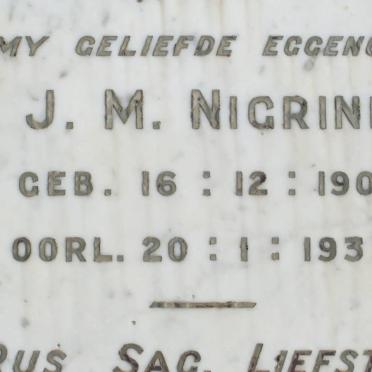 MY GELIEFDE EGGENO
J. M. NIGRINI
GEB. 16 : 12 : 190
OORL. 20 : 1 : 193
RUS SAG. LIEFST